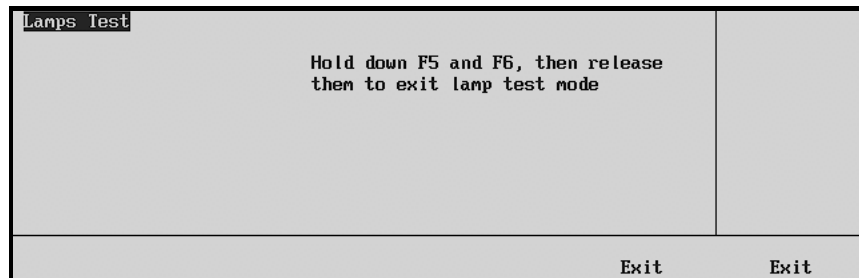 Lamps Test
Hold down F5 and F6, then release
them to exit lamp test mode
Exit Exit